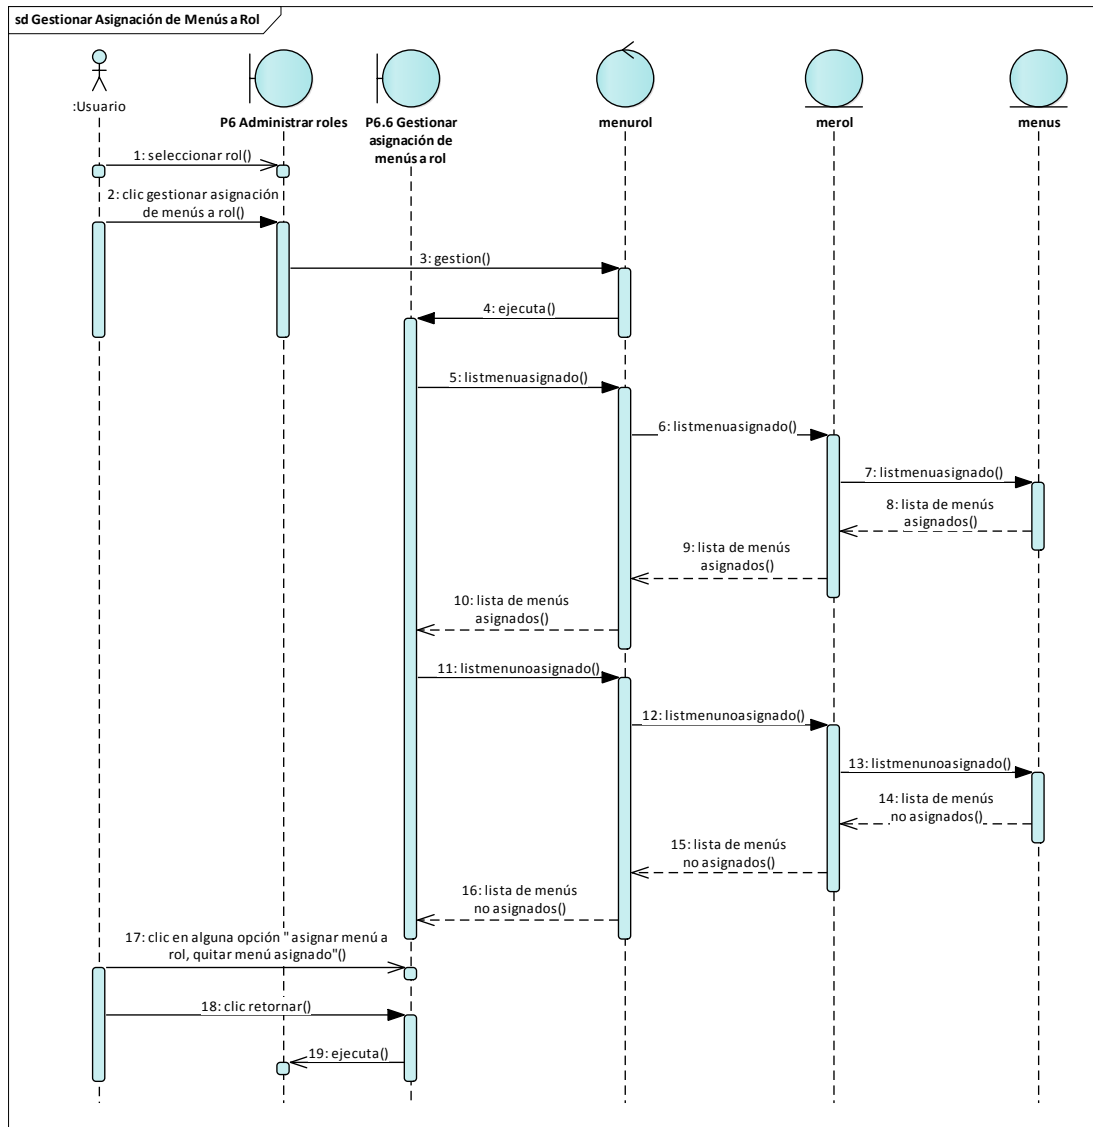 sd Gestionar Asignación de Menús a Rol
:Usuario
P6 Administrar roles
P6.6 Gestionar
asignación de
menús a rol
menurol
merol
menus
1: seleccionar rol()
2: clic gestionar asignación
de menús a rol()
3: gestion()
4: ejecuta()
5: listmenuasignado()
6: listmenuasignado()
7: listmenuasignado()
8: lista de menús
asignados()
9: lista de menús
asignados()
10: lista de menús
asignados()
11: listmenunoasignado()
12: listmenunoasignado()
13: listmenunoasignado()
14: lista de menús
no asignados()
15: lista de menús
no asignados()
16: lista de menús
no asignados()
17: clic en alguna opción " asignar menú a
rol, quitar menú asignado"()
18: clic retornar()
19: ejecuta()